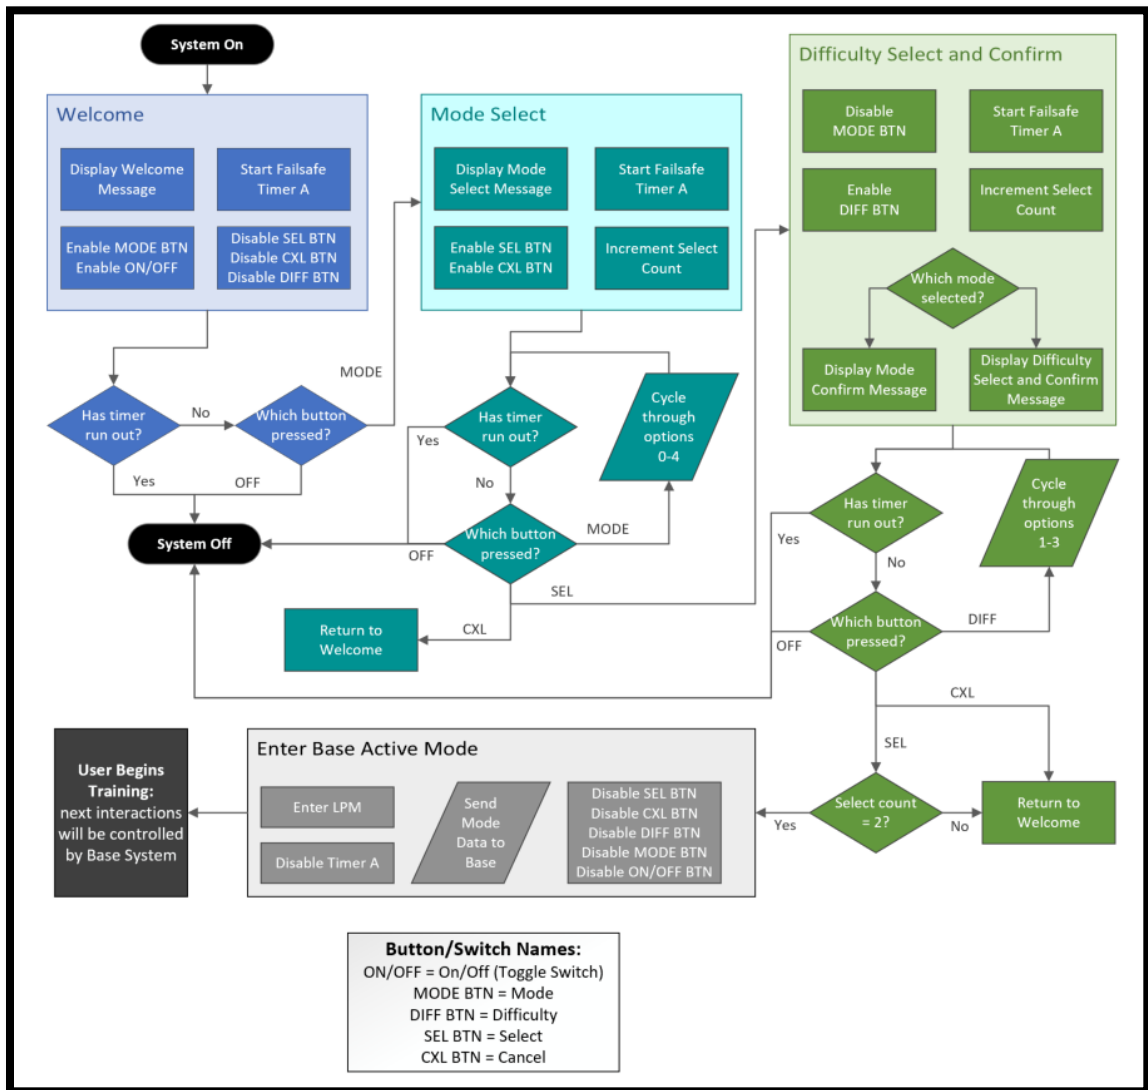 System On
Welcome
Display Welcome
Message
Start Failsafe
Timer A
Enable MODE BTN
Enable ON/OFF
Disable SEL BTN
Disable CXL BTN
Disable DIFF BTN
Has timer
run out?
No
Which button
pressed?
MODE
Yes
OFF
System Off
Mode Select
Display Mode
Select Message
Start Failsafe
Timer A
Enable SEL BTN
Enable CXL BTN
Increment Select
Count
Has timer
run out?
Yes
No
Cycle
through
options
0-4
Which button
pressed?
MODE
OFF
SEL
CXL
Return to
Welcome
Difficulty Select and Confirm
Disable
MODE BTN
Start Failsafe
Timer A
Enable
DIFF BTN
Increment Select
Count
Which mode
selected?
Display Mode
Confirm Message
Display Difficulty
Select and Confirm
Message
Has timer
run out?
Yes
No
Cycle
through
options
1-3
Which button
pressed?
DIFF
OFF
CXL
SEL
Select count
= 2?
Yes
No
Return to
Welcome
Enter Base Active Mode
Enter LPM
Disable Timer A
Send
Mode
Data to
Base
Disable SEL BTN
Disable CXL BTN
Disable DIFF BTN
Disable MODE BTN
Disable ON/OFF BTN
User Begins
Training:
next interactions
will be controlled
by Base System
Button/Switch Names:
ON/OFF = On/Off (Toggle Switch)
MODE BTN = Mode
DIFF BTN = Difficulty
SEL BTN = Select
CXL BTN = Cancel